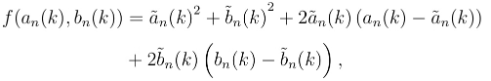 $f(a_n(k), b_n(k)) = \tilde{a}_n(k)^2 + \tilde{b}_n(k)^2 + 2\tilde{a}_n(k)\,(a_n(k) - \tilde{a}_n(k))$
$+ 2\tilde{b}_n(k)\left(b_n(k) - \tilde{b}_n(k)\right),$